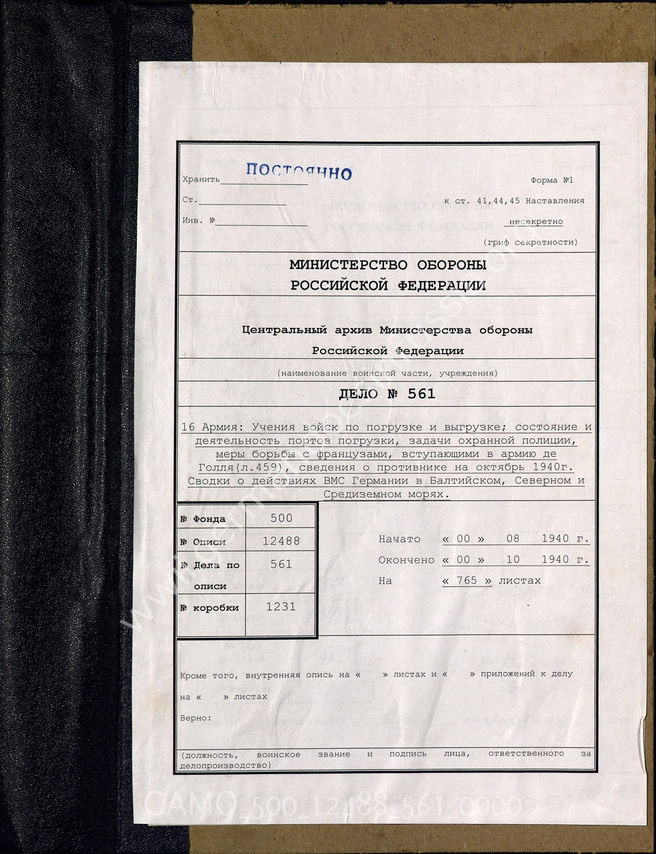 ПОСТОЯННО
Хранить
Форма №1
Ст.
к ст. 41,44,45 Наставления
Инв. №
несекретно
(гриф секретности)
МИНИСТЕРСТВО ОБОРОНЫ
РОССИЙСКОЙ ФЕДЕРАЦИИ
Центральный архив Министерства обороны
Российской Федерации
(наименование воинской части, учреждения)
ДЕЛО № 561
16 Армия: Учения войск по погрузке и выгрузке; состояние и
деятельность портов погрузки, задачи охранной полиции,
меры борьбы с французами, вступающими в армию де
Голля(л.459), сведения о противнике на октябрь 1940г.
Сводки о действиях ВМС Германии в Балтийском, Северном и
Средиземном морях.
№ Фонда 500
№ Описи 12488
№ Дела по 561
описи
№ коробки 1231
Начато « 00 » 08 1940 г.
Окончено « 00 » 10 1940 г.
На « 765 » листах
Кроме того, внутренняя опись на « » листах и « » приложений к делу
на « » листах
Верно:
(должность, воинское звание и подпись лица, ответственного за
делопроизводство)
CAMO_500_12488_561_0000